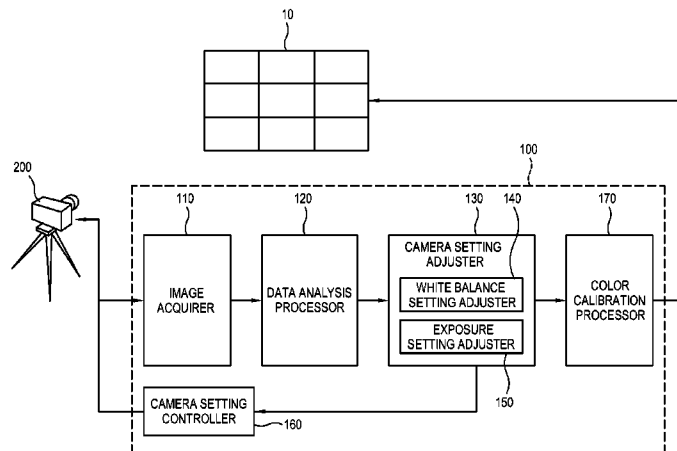 10
200
100
110
120
130
140
170
CAMERA SETTING
ADJUSTER
IMAGE
ACQUIRER
DATA ANALYSIS
PROCESSOR
WHITE BALANCE
SETTING ADJUSTER
EXPOSURE
SETTING ADJUSTER
COLOR
CALIBRATION
PROCESSOR
150
CAMERA SETTING
CONTROLLER
160